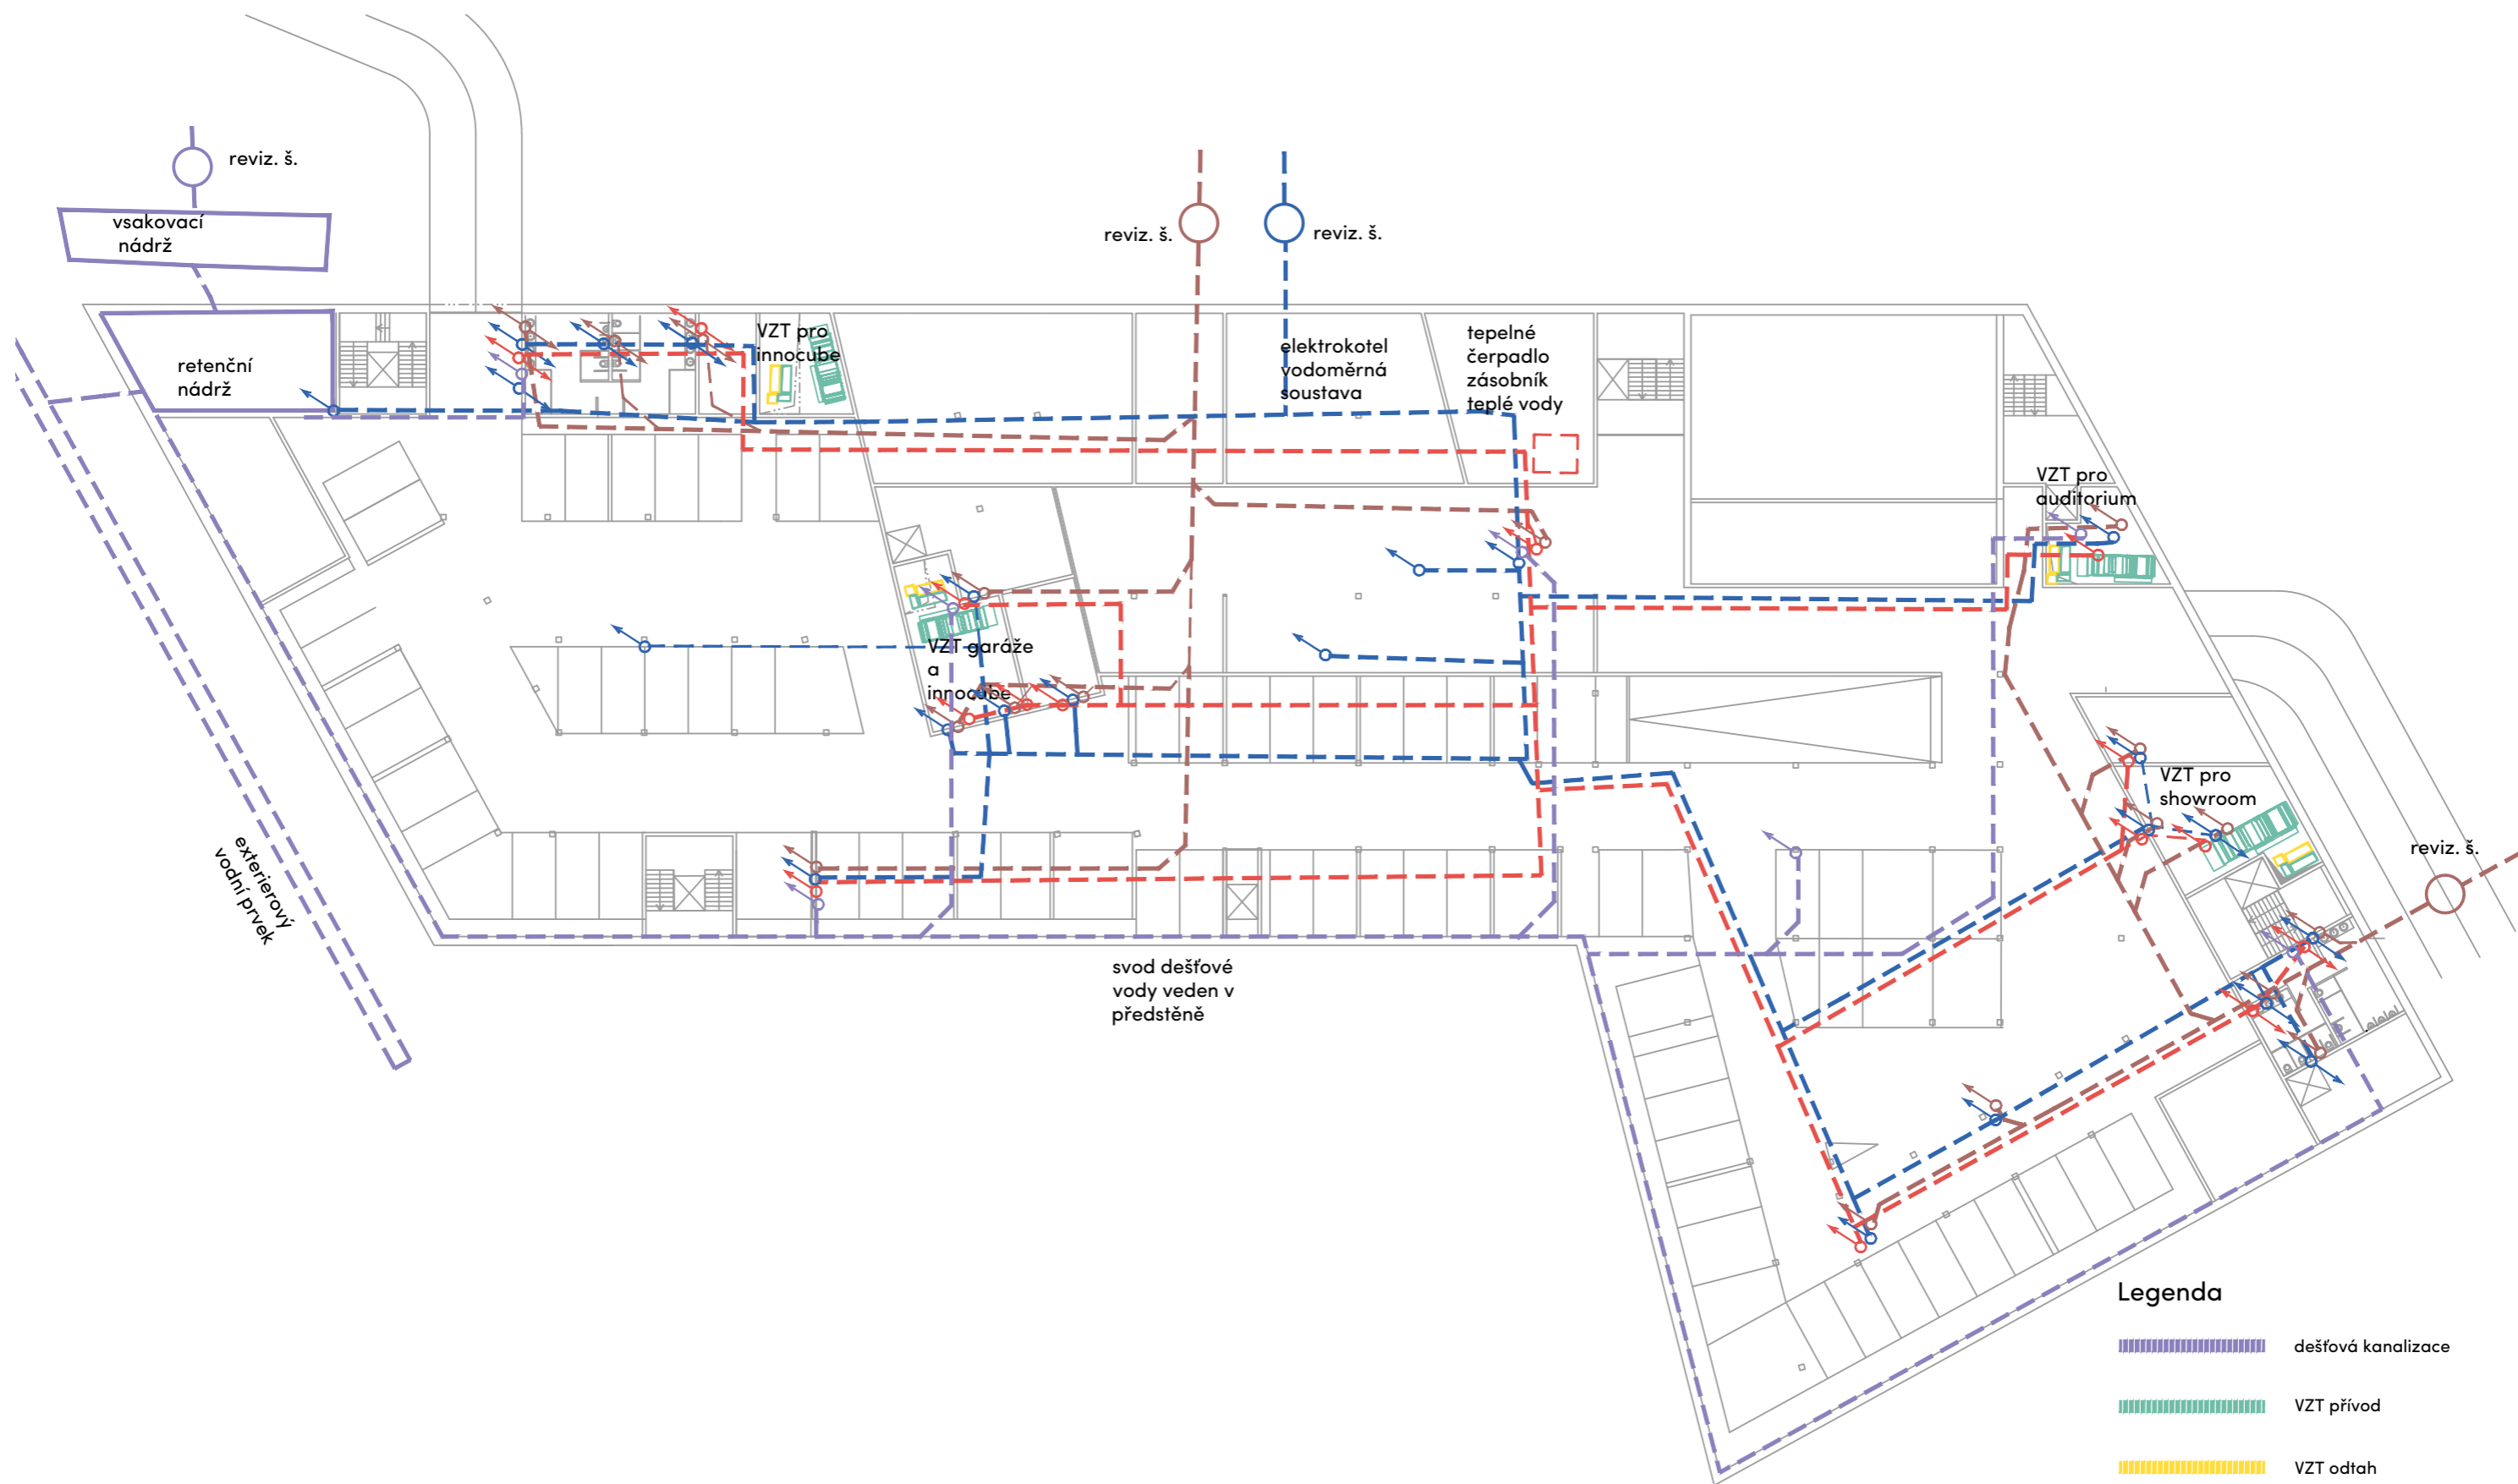 reviz. š.
vsakovací
nádrž
reviz. š.
reviz. š.
retenční
nádrž
VZT pro
innocube
elektrokotel
vodoměrná
soustava
tepelné
čerpadlo
zásobník
teplé vody
VZT pro
auditorium
VZT garáže
a
innocube
VZT pro
showroom
reviz. š.
exterierový
vodní prvek
svod dešťové
vody veden v
předstěně
Legenda
dešťová kanalizace
VZT přívod
VZT odtah